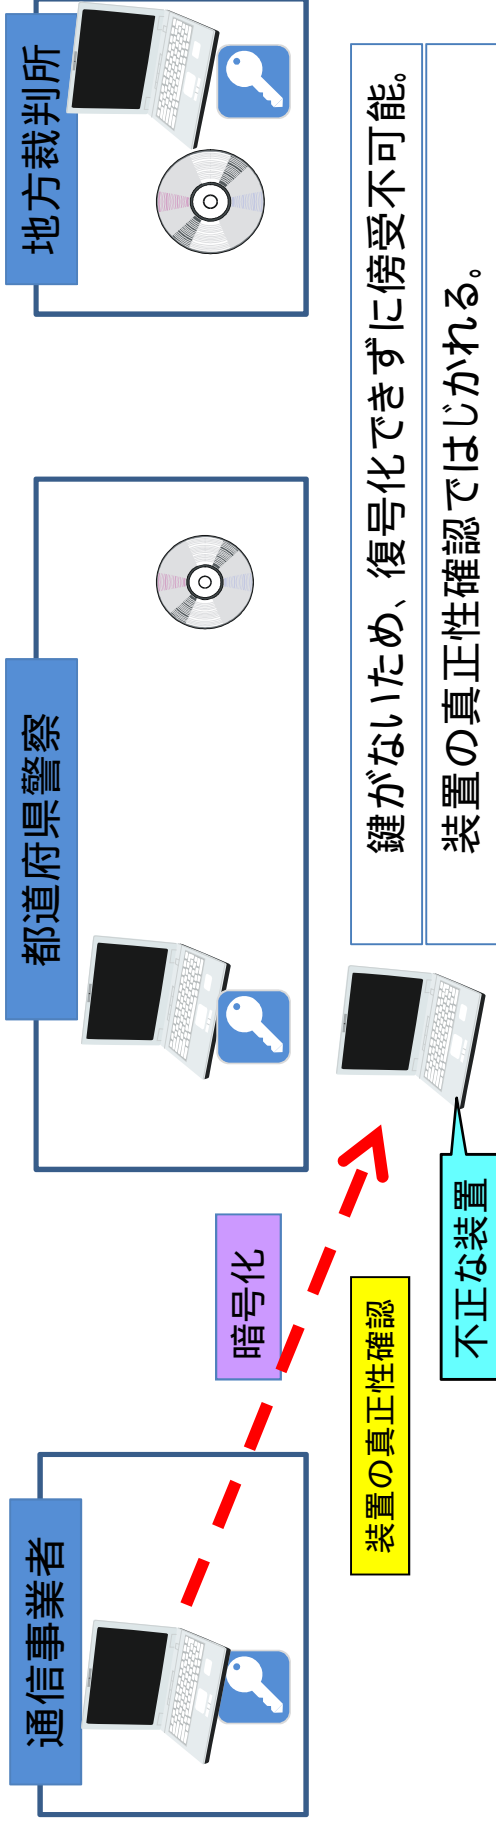 通信事業者
都道府県警察
地方裁判所
暗号化
装置の真正性確認
不正な装置
鍵がないため、復号化できずに傍受不可能。
装置の真正性確認ではじかれる。